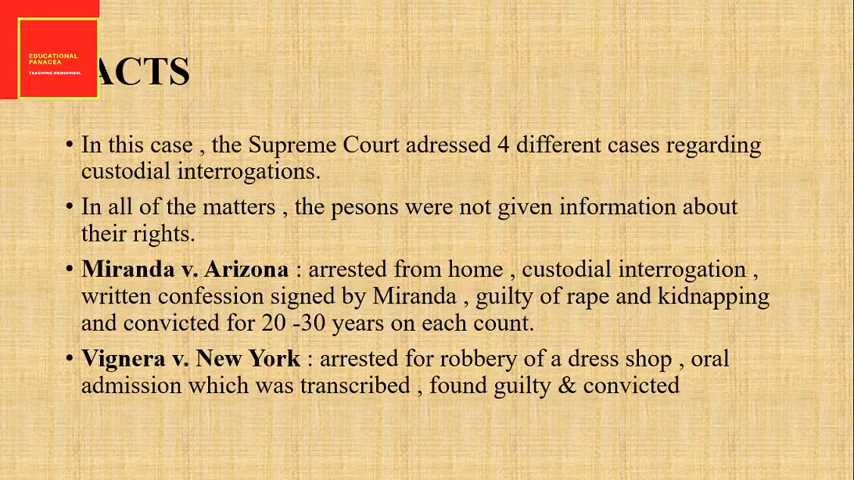 EDUCATIONAL
PANACEA
TEACHING REDEFINED.
ACTS
• In this case , the Supreme Court adressed 4 different cases regarding
custodial interrogations.
• In all of the matters , the pesons were not given information about
their rights.
• Miranda v. Arizona : arrested from home , custodial interrogation ,
written confession signed by Miranda , guilty of rape and kidnapping
and convicted for 20 -30 years on each count.
• Vignera v. New York : arrested for robbery of a dress shop , oral
admission which was transcribed , found guilty & convicted